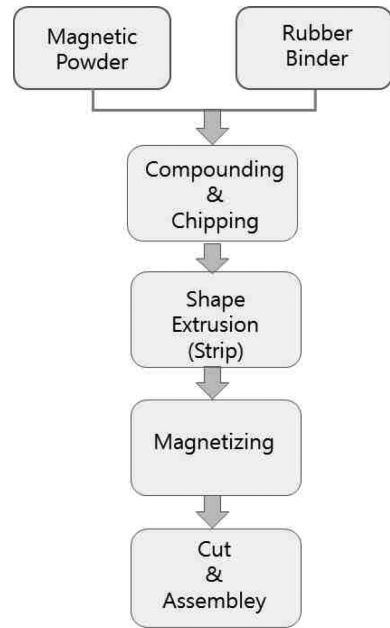 Magnetic
Powder
Rubber
Binder
Compounding
&
Chipping
Shape
Extrusion
(Strip)
Magnetizing
Cut
&
Assembley